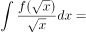 ∫ f(√x)/√x dx =